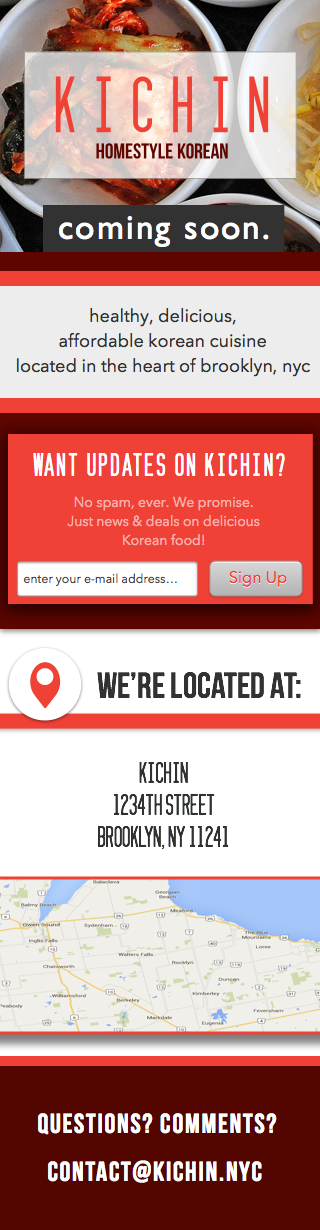 KICHIN
HOMESTYLE KOREAN
coming soon.
healthy, delicious,
affordable korean cuisine
located in the heart of brooklyn, nyc
WANT UPDATES ON KICHIN?
No spam, ever. We promise.
Just news & deals on delicious
Korean food!
enter your e-mail address...
Sign Up
WE'RE LOCATED AT:
KICHIN
1234TH STREET
BROOKLYN, NY 11241
Balaclava
Georgian
Beach
Balmy Beach
Meaford
Owen Sound
Sydenham
The Blue
Mountains
Inglis Falls
Loree
Walters Falls
Chatsworth
Rocklyn
Duncan
Williamsford
Kimberley
Peabody
Berkeley
Feversham
Markdale
Eugenia
QUESTIONS? COMMENTS?
CONTACT@KICHIN.NYC